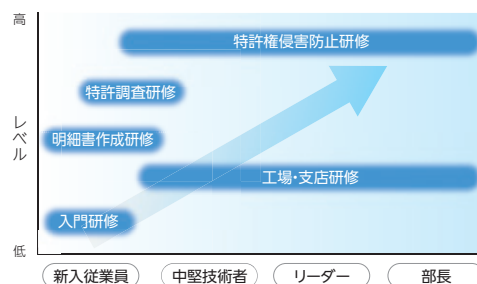 高
特許権侵害防止研修
特許調査研修
レベル
明細書作成研修
工場・支店研修
入門研修
低
新入従業員
中堅技術者
リーダー
部長